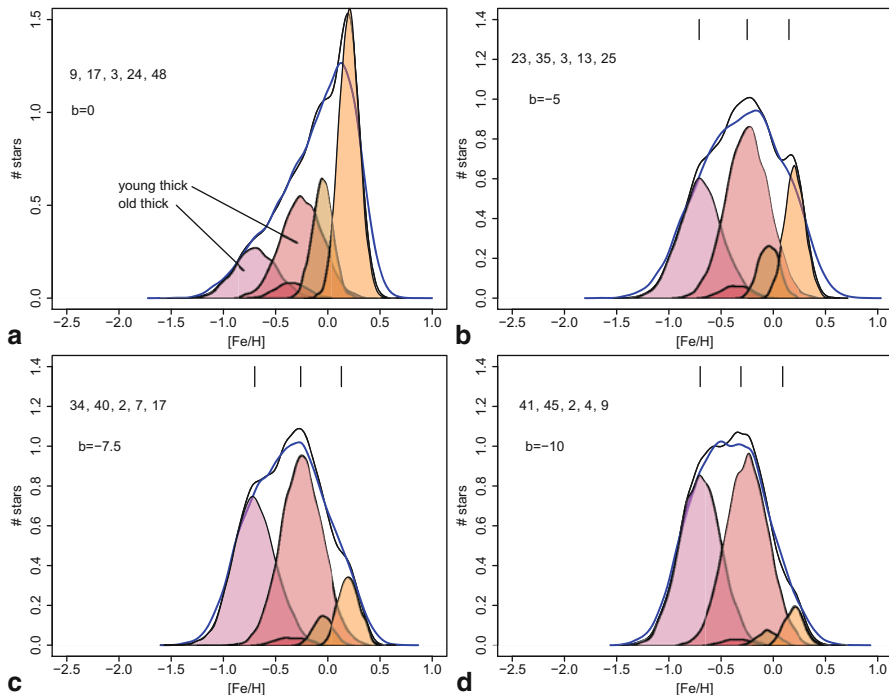 1.5
1.0
0.5
0.0
# stars
9, 17, 3, 24, 48
b=0
young thick
old thick
−2.5 −2.0 −1.5 −1.0 −0.5 0.0 0.5 1.0
[Fe/H]
a
1.4
1.2
1.0
0.8
0.6
0.4
0.2
0.0
# stars
23, 35, 3, 13, 25
b=−5
−2.5 −2.0 −1.5 −1.0 −0.5 0.0 0.5 1.0
[Fe/H]
b
1.4
1.2
1.0
0.8
0.6
0.4
0.2
0.0
# stars
34, 40, 2, 7, 17
b=−7.5
−2.5 −2.0 −1.5 −1.0 −0.5 0.0 0.5 1.0
[Fe/H]
c
1.4
1.2
1.0
0.8
0.6
0.4
0.2
0.0
# stars
41, 45, 2, 4, 9
b=−10
−2.5 −2.0 −1.5 −1.0 −0.5 0.0 0.5 1.0
[Fe/H]
d